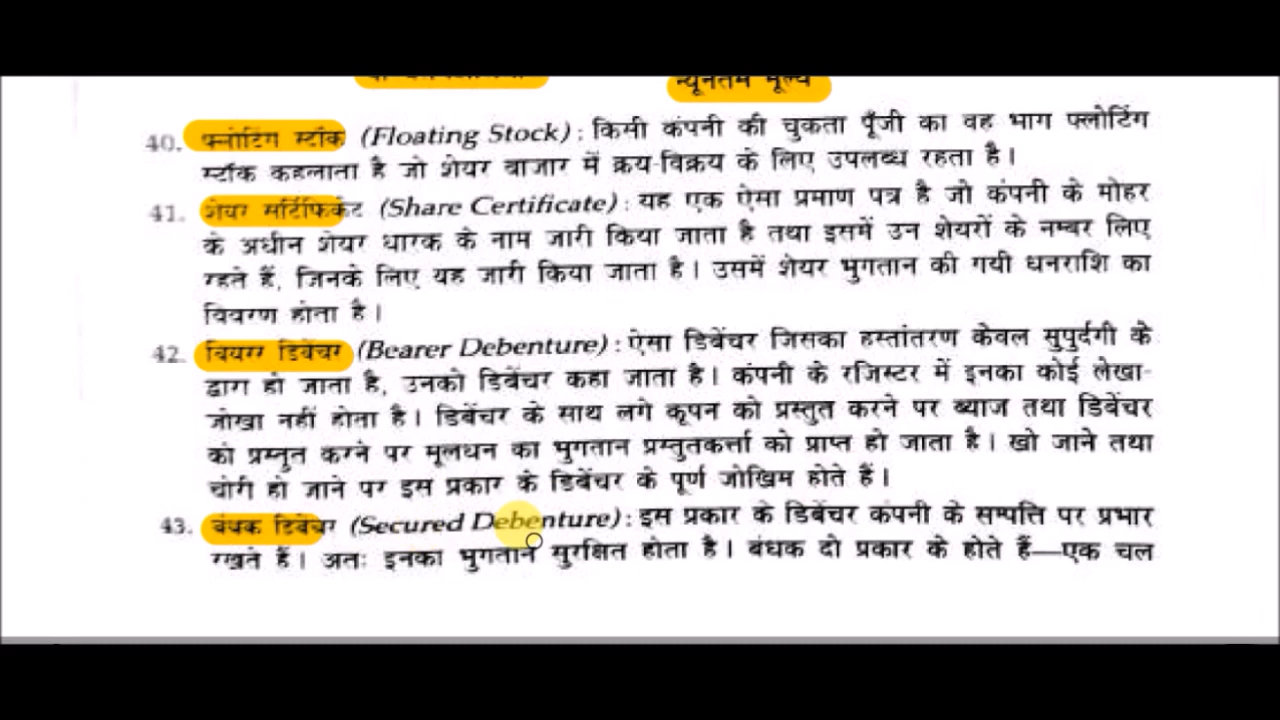 न्यूनतम मूल्य
40. फ्लोटिंग स्टॉक (Floating Stock) : किसी कंपनी की चुकता पूँजी का वह भाग फ्लोटिंग
स्टॉक कहलाता है जो शेयर बाजार में क्रय-विक्रय के लिए उपलब्ध रहता है।
41. शेयर सर्टिफिकेट (Share Certificate) : यह एक ऐसा प्रमाण पत्र है जो कंपनी के मोहर
के अधीन शेयर धारक के नाम जारी किया जाता है तथा इसमें उन शेयरों के नम्बर लिए
रहते हैं, जिनके लिए यह जारी किया जाता है। उसमें शेयर भुगतान की गयी धनराशि का
विवरण होता है।
42. बियरर डिबेंचर (Bearer Debenture) : ऐसा डिबेंचर जिसका हस्तांतरण केवल सुपुर्दगी के
द्वारा हो जाता है, उनको डिबेंचर कहा जाता है। कंपनी के रजिस्टर में इनका कोई लेखा-
जोखा नहीं होता है। डिबेंचर के साथ लगे कूपन को प्रस्तुत करने पर ब्याज तथा डिबेंचर
को प्रस्तुत करने पर मूलधन का भुगतान प्रस्तुतकर्त्ता को प्राप्त हो जाता है। खो जाने तथा
चोरी हो जाने पर इस प्रकार के डिबेंचर के पूर्ण जोखिम होते हैं।
43. बंधक डिबेंचर (Secured Debenture) : इस प्रकार के डिबेंचर कंपनी के सम्पत्ति पर प्रभार
रखते हैं। अतः इनका भुगतान सुरक्षित होता है। बंधक दो प्रकार के होते हैं—एक चल